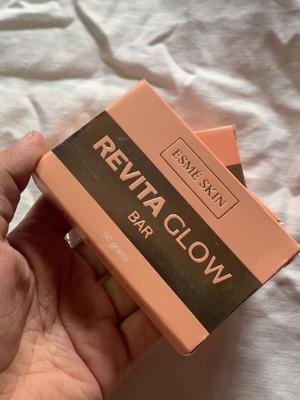 ESMÉ SKIN
REVITA GLOW
BAR
90 grams